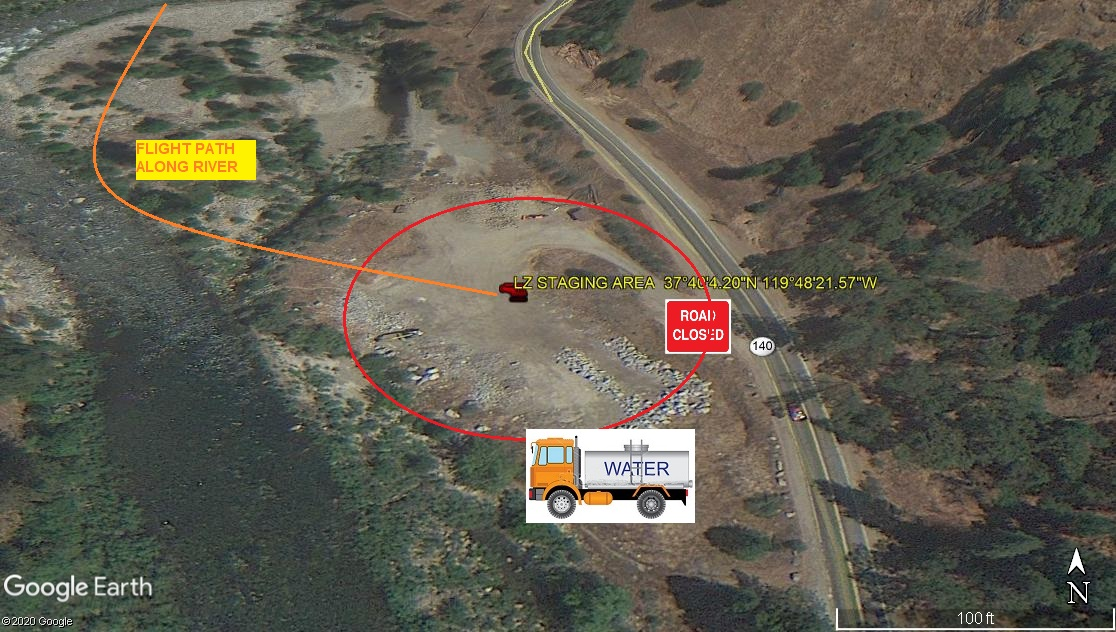 FLIGHT PATH
ALONG RIVER
LZ STAGING AREA 37°40'4.20"N 119°48'21.57"W
ROAD
CLOSED
140
WATER
Google Earth
©2020 Google
N
100 ft